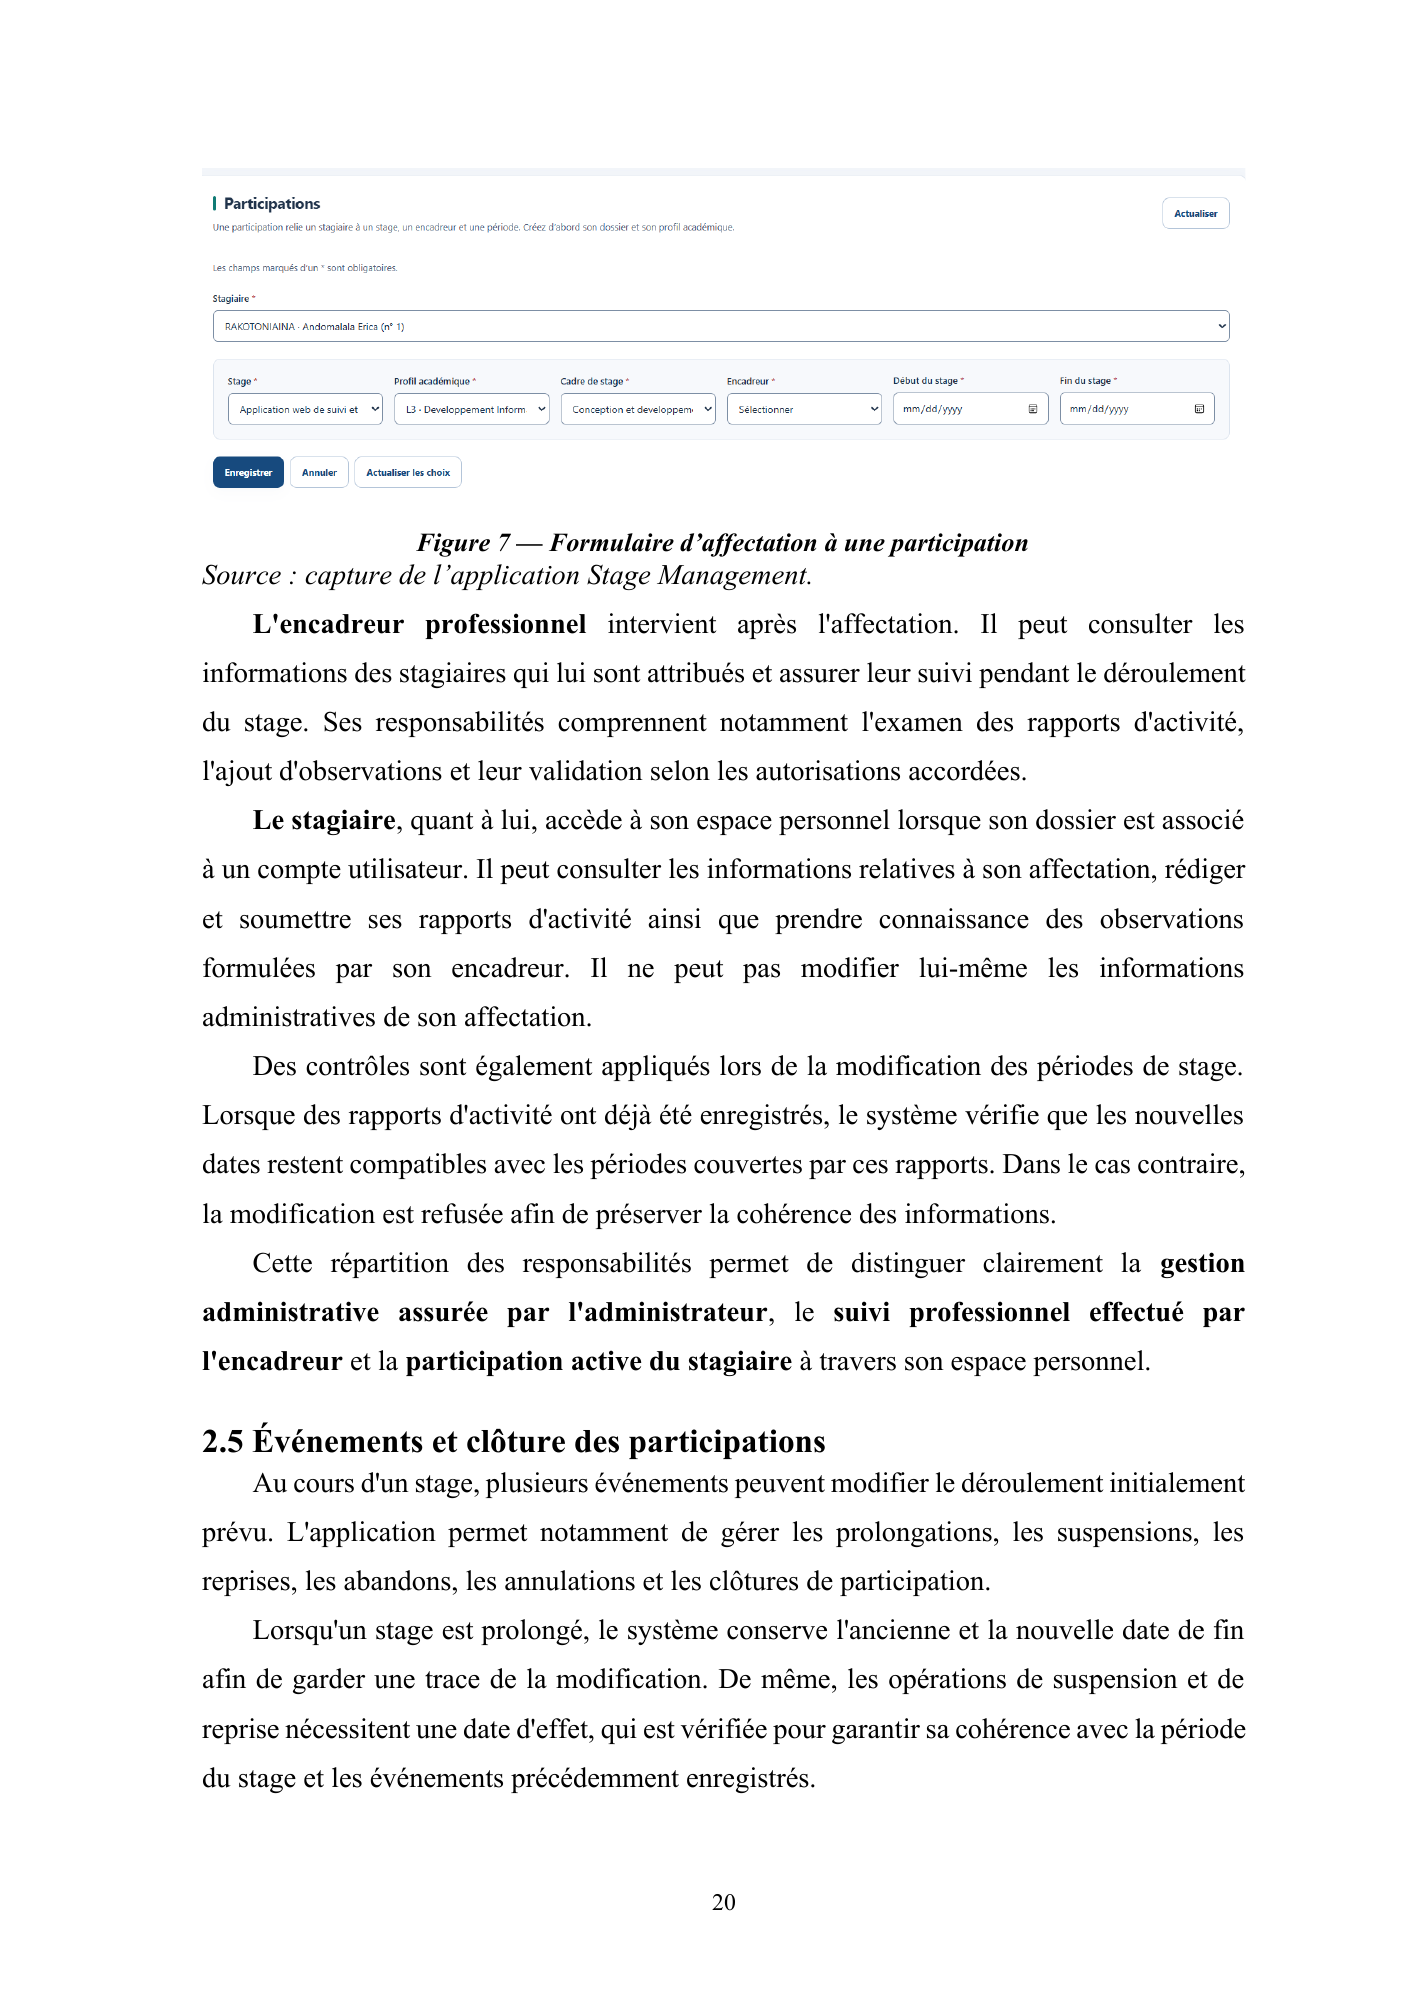 Participations
Actualiser
Une participation relie un stagiaire à un stage, un encadreur et une période. Créez d'abord son dossier et son profil académique.
Les champs marqués d'un * sont obligatoires.
Stagiaire *
RAKOTONIAINA - Andomalala Erica (n° 1)
Stage * Profil académique * Cadre de stage * Encadreur * Début du stage * Fin du stage *
Application web de suivi et L3 - Developpement Inform Conception et developpem Sélectionner mm/dd/yyyy mm/dd/yyyy
Enregistrer Annuler Actualiser les choix
Figure 7 — Formulaire d’affectation à une participation
Source : capture de l’application Stage Management.
L'encadreur professionnel intervient après l'affectation. Il peut consulter les
informations des stagiaires qui lui sont attribués et assurer leur suivi pendant le déroulement
du stage. Ses responsabilités comprennent notamment l'examen des rapports d'activité,
l'ajout d'observations et leur validation selon les autorisations accordées.
Le stagiaire, quant à lui, accède à son espace personnel lorsque son dossier est associé
à un compte utilisateur. Il peut consulter les informations relatives à son affectation, rédiger
et soumettre ses rapports d'activité ainsi que prendre connaissance des observations
formulées par son encadreur. Il ne peut pas modifier lui-même les informations
administratives de son affectation.
Des contrôles sont également appliqués lors de la modification des périodes de stage.
Lorsque des rapports d'activité ont déjà été enregistrés, le système vérifie que les nouvelles
dates restent compatibles avec les périodes couvertes par ces rapports. Dans le cas contraire,
la modification est refusée afin de préserver la cohérence des informations.
Cette répartition des responsabilités permet de distinguer clairement la gestion
administrative assurée par l'administrateur, le suivi professionnel effectué par
l'encadreur et la participation active du stagiaire à travers son espace personnel.
2.5 Événements et clôture des participations
Au cours d'un stage, plusieurs événements peuvent modifier le déroulement initialement
prévu. L'application permet notamment de gérer les prolongations, les suspensions, les
reprises, les abandons, les annulations et les clôtures de participation.
Lorsqu'un stage est prolongé, le système conserve l'ancienne et la nouvelle date de fin
afin de garder une trace de la modification. De même, les opérations de suspension et de
reprise nécessitent une date d'effet, qui est vérifiée pour garantir sa cohérence avec la période
du stage et les événements précédemment enregistrés.
20